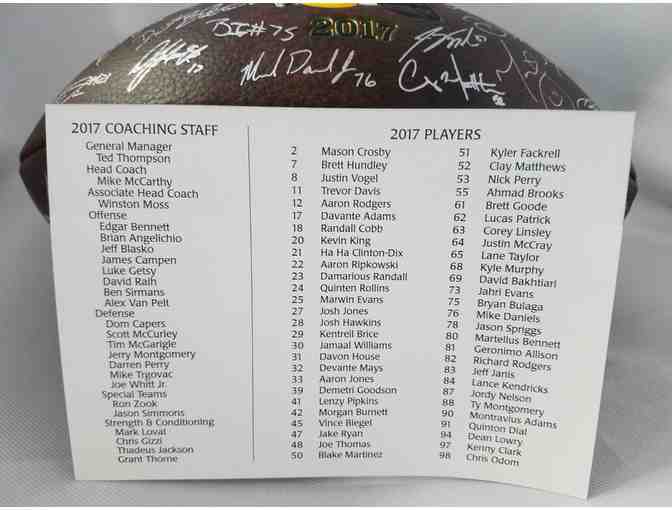 #75
2017
76
2017 COACHING STAFF
General Manager
Ted Thompson
Head Coach
Mike McCarthy
Associate Head Coach
Winston Moss
Offense
Edgar Bennett
Brian Angelichio
Jeff Blasko
James Campen
Luke Getsy
David Raih
Ben Sirmans
Alex Van Pelt
Defense
Dom Capers
Scott McCurley
Tim McGarigle
Jerry Montgomery
Darren Perry
Mike Trgovac
Joe Whitt Jr.
Special Teams
Ron Zook
Jason Simmons
Strength & Conditioning
Mark Loval
Chris Gizzi
Thadeus Jackson
Grant Thorne
2017 PLAYERS
2 Mason Crosby
7 Brett Hundley
8 Justin Vogel
11 Trevor Davis
12 Aaron Rodgers
17 Davante Adams
18 Randall Cobb
20 Kevin King
21 Ha Ha Clinton-Dix
22 Aaron Ripkowski
23 Damarious Randall
24 Quinten Rollins
25 Marwin Evans
27 Josh Jones
28 Josh Hawkins
29 Kentrell Brice
30 Jamaal Williams
31 Davon House
32 Devante Mays
33 Aaron Jones
39 Demetri Goodson
41 Lenzy Pipkins
42 Morgan Burnett
45 Vince Biegel
47 Jake Ryan
48 Joe Thomas
50 Blake Martinez
51 Kyler Fackrell
52 Clay Matthews
53 Nick Perry
55 Ahmad Brooks
61 Brett Goode
62 Lucas Patrick
63 Corey Linsley
64 Justin McCray
65 Lane Taylor
68 Kyle Murphy
69 David Bakhtiari
73 Jahri Evans
75 Bryan Bulaga
76 Mike Daniels
78 Jason Spriggs
80 Martellus Bennett
81 Geronimo Allison
82 Richard Rodgers
83 Jeff Janis
84 Lance Kendricks
87 Jordy Nelson
88 Ty Montgomery
90 Montravius Adams
91 Quinton Dial
94 Dean Lowry
97 Kenny Clark
98 Chris Odom